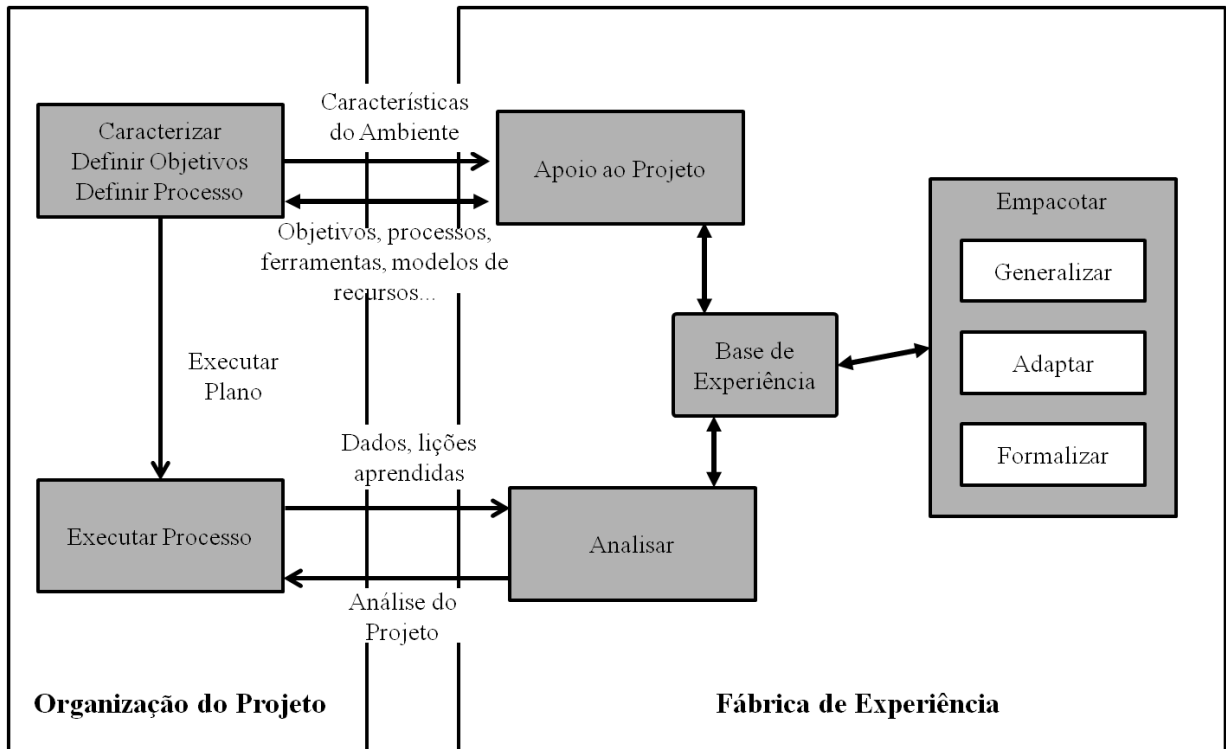 Características
do Ambiente
Caracterizar
Definir Objetivos
Definir Processo
Apoio ao Projeto
Objetivos, processos,
ferramentas, modelos de
recursos...
Empacotar
Generalizar
Adaptar
Formalizar
Base de
Experiência
Executar
Plano
Dados, lições
aprendidas
Executar Processo
Analisar
Análise do
Projeto
Organização do Projeto
Fábrica de Experiência